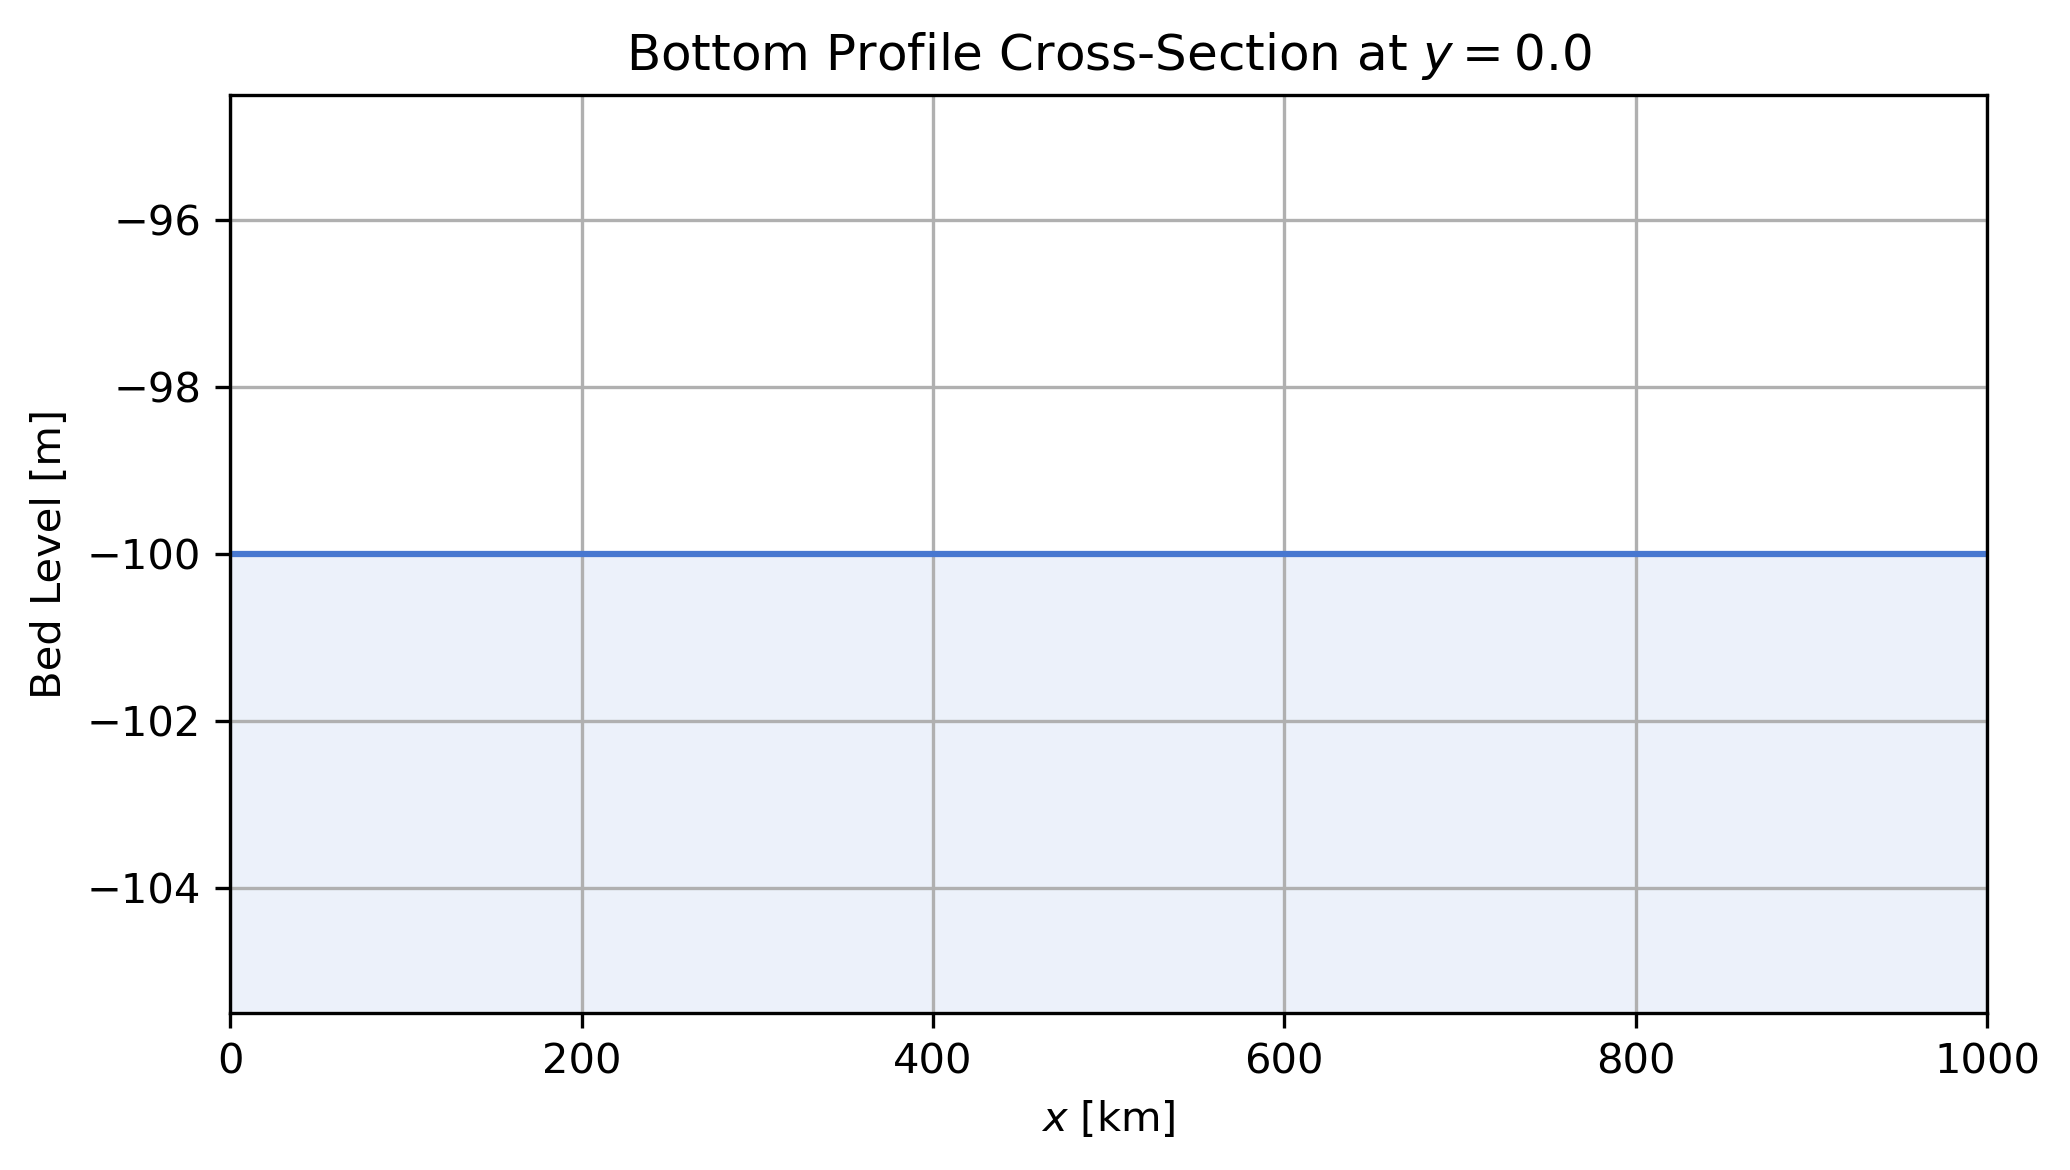 Bottom Profile Cross-Section at y = 0.0
−96
−98
−100
−102
−104
Bed Level [m]
0 200 400 600 800 1000
x [km]